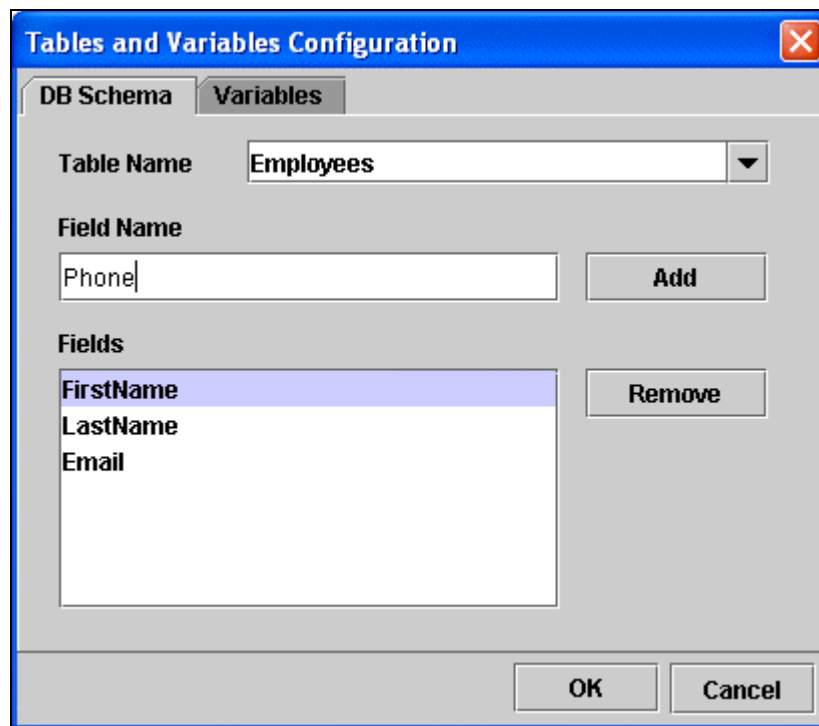 Tables and Variables Configuration
DB Schema Variables
Table Name Employees
Field Name
Phone Add
Fields
FirstName Remove
LastName
Email
OK Cancel